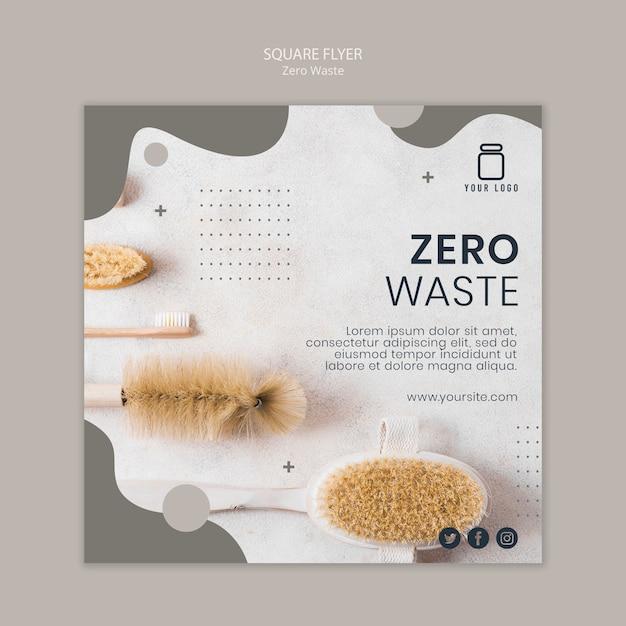 SQUARE FLYER
Zero Waste
YOUR LOGO
ZERO
WASTE
Lorem ipsum dolor sit amet,
consectetur adipiscing elit, sed do
eiusmod tempor incididunt ut
labore et dolore magna aliqua.
www.yoursite.com